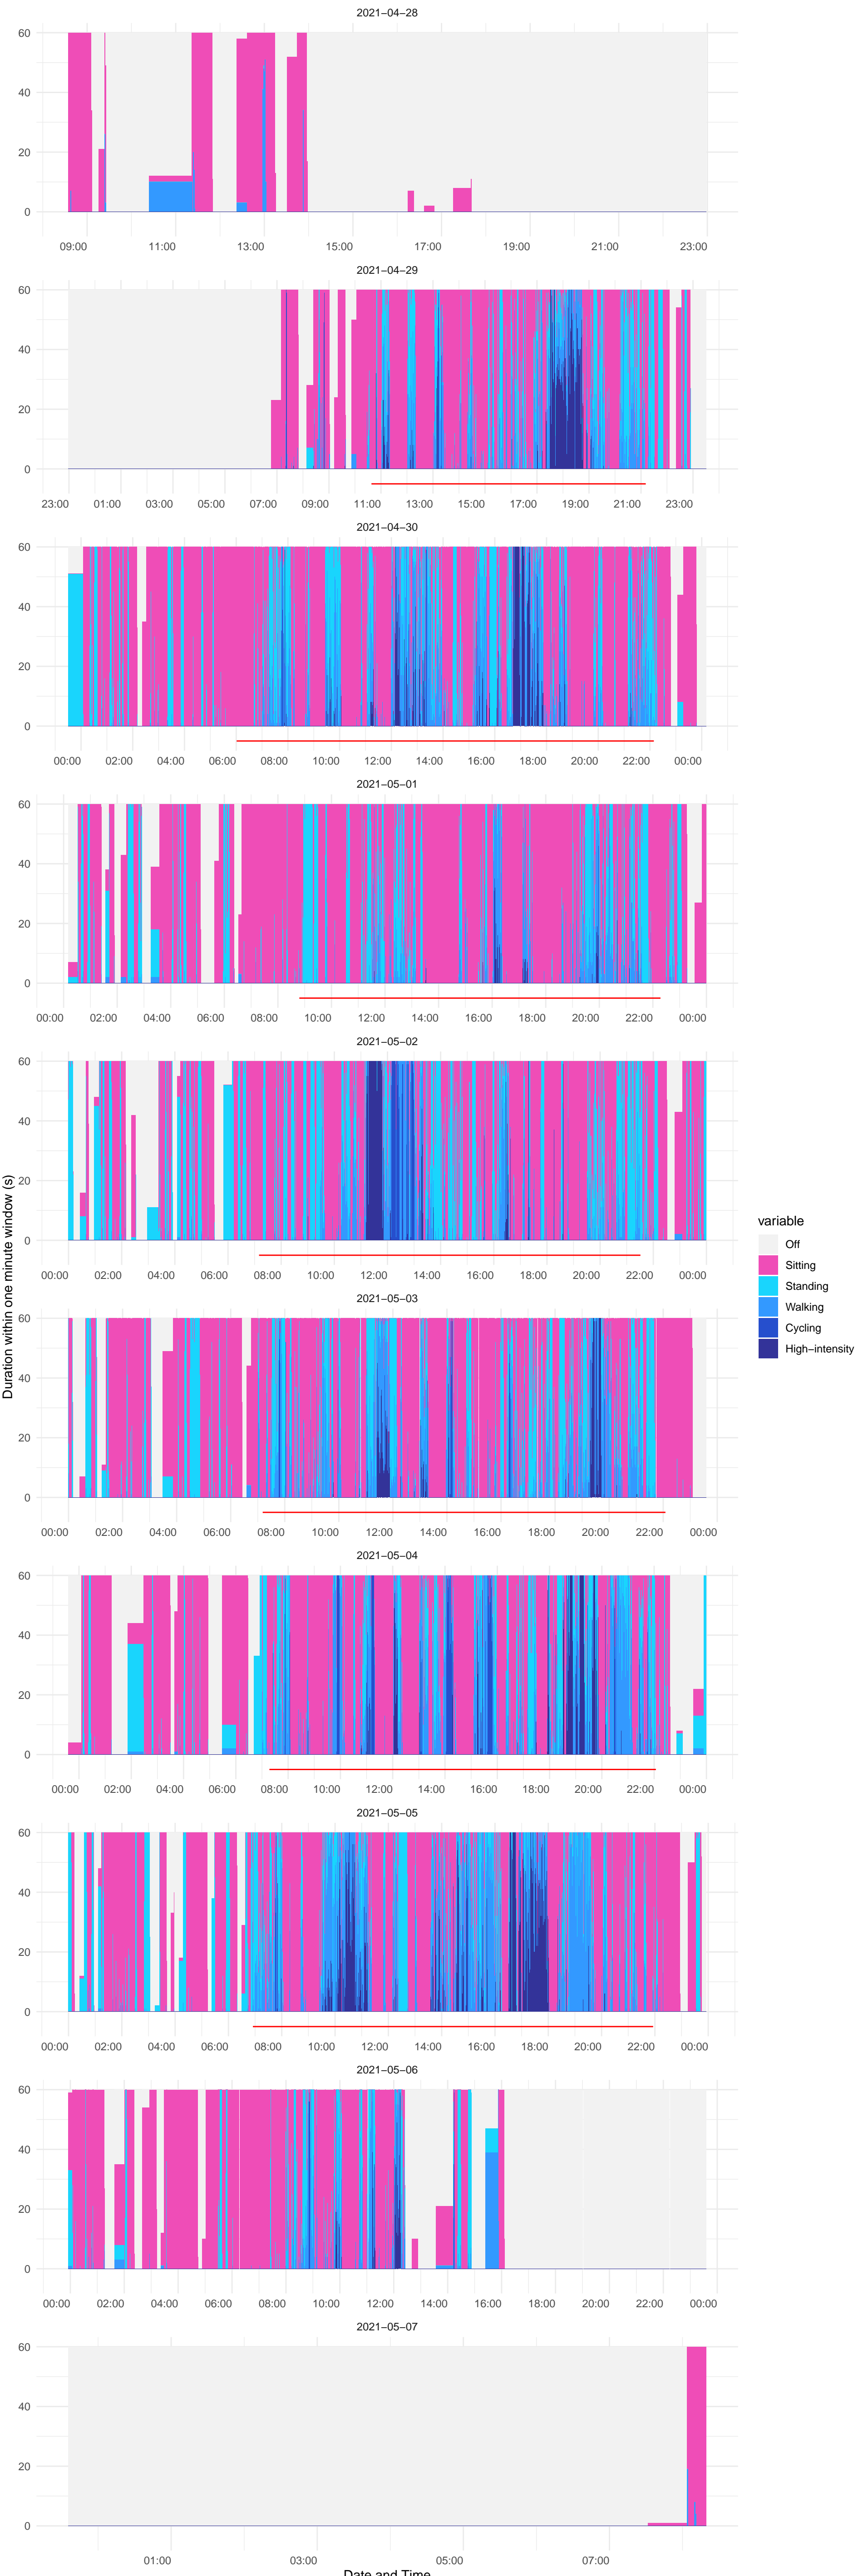 2021−04−28
60
40
20
0
09:00 11:00 13:00 15:00 17:00 19:00 21:00 23:00
2021−04−29
60
40
20
0
23:00 01:00 03:00 05:00 07:00 09:00 11:00 13:00 15:00 17:00 19:00 21:00 23:00
2021−04−30
60
40
20
0
00:00 02:00 04:00 06:00 08:00 10:00 12:00 14:00 16:00 18:00 20:00 22:00 00:00
2021−05−01
60
40
20
0
00:00 02:00 04:00 06:00 08:00 10:00 12:00 14:00 16:00 18:00 20:00 22:00 00:00
2021−05−02
60
40
20
0
00:00 02:00 04:00 06:00 08:00 10:00 12:00 14:00 16:00 18:00 20:00 22:00 00:00
Duration within one minute window (s)
variable
Off
Sitting
Standing
Walking
Cycling
High−intensity
2021−05−03
60
40
20
0
00:00 02:00 04:00 06:00 08:00 10:00 12:00 14:00 16:00 18:00 20:00 22:00 00:00
2021−05−04
60
40
20
0
00:00 02:00 04:00 06:00 08:00 10:00 12:00 14:00 16:00 18:00 20:00 22:00 00:00
2021−05−05
60
40
20
0
00:00 02:00 04:00 06:00 08:00 10:00 12:00 14:00 16:00 18:00 20:00 22:00 00:00
2021−05−06
60
40
20
0
00:00 02:00 04:00 06:00 08:00 10:00 12:00 14:00 16:00 18:00 20:00 22:00 00:00
2021−05−07
60
40
20
0
01:00 03:00 05:00 07:00
Date and Time